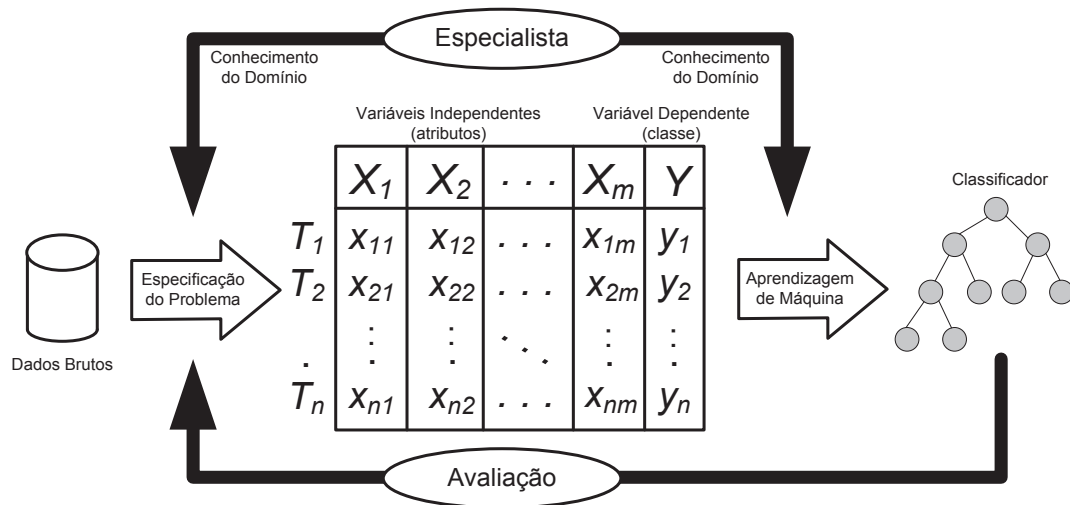 Especialista
Conhecimento
do Domínio
Conhecimento
do Domínio
Variáveis Independentes
(atributos)
Variável Dependente
(classe)
X1 X2 . . . Xm Y
T1 x11 x12 . . . x1m y1
T2 x21 x22 . . . x2m y2
Tn xn1 xn2 . . . xnm yn
Dados Brutos
Especificação
do Problema
Aprendizagem
de Máquina
Classificador
Avaliação